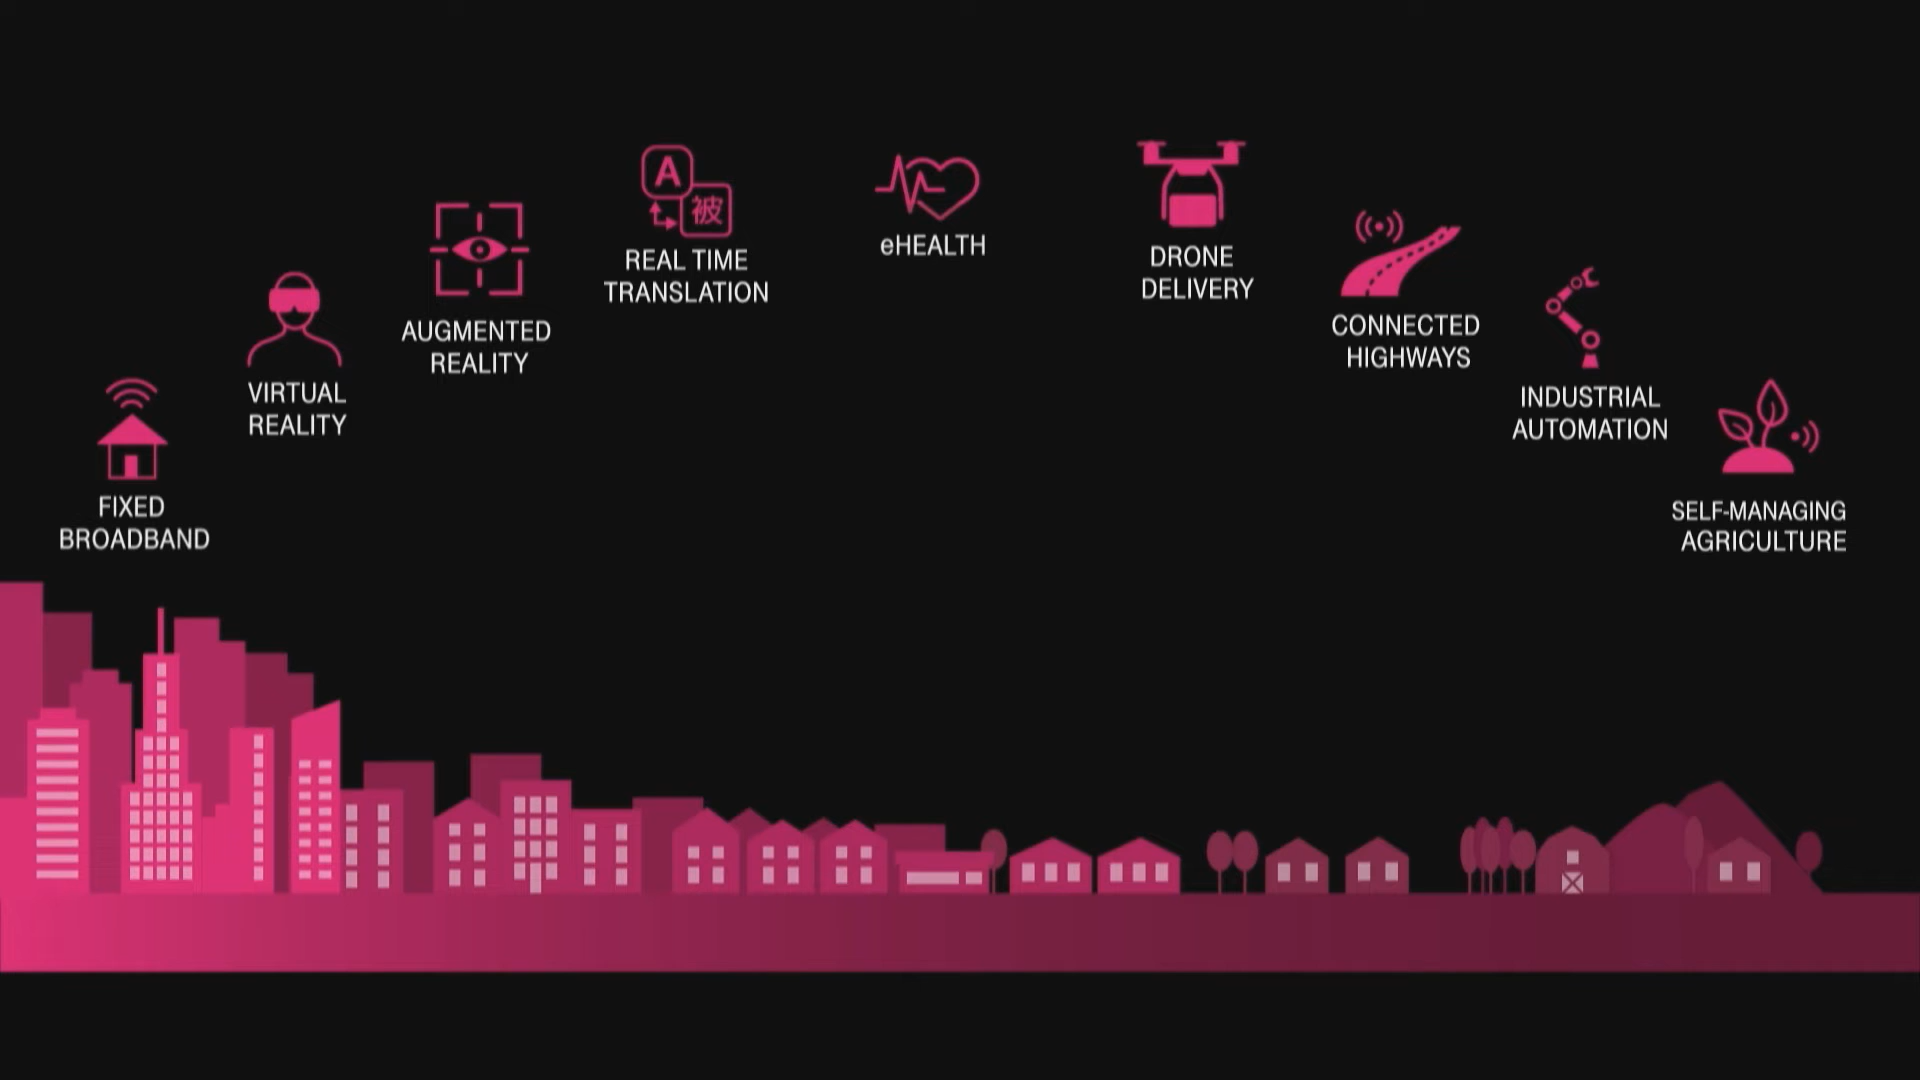 FIXED
BROADBAND
VIRTUAL
REALITY
AUGMENTED
REALITY
A
被
REAL TIME
TRANSLATION
eHEALTH
DRONE
DELIVERY
CONNECTED
HIGHWAYS
INDUSTRIAL
AUTOMATION
SELF-MANAGING
AGRICULTURE